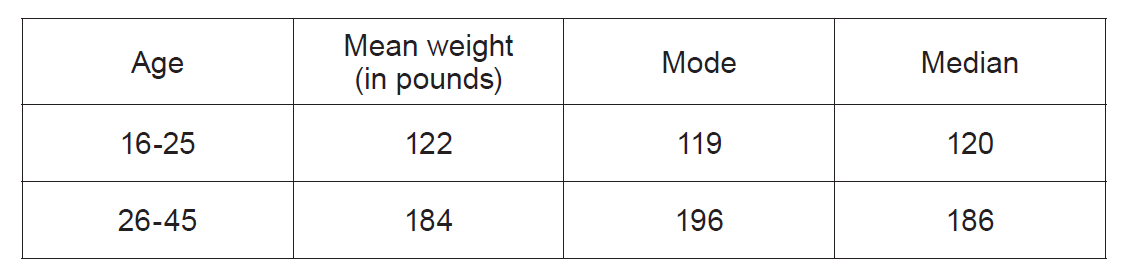 Age
Mean weight
(in pounds)
Mode
Median
16-25
122
119
120
26-45
184
196
186